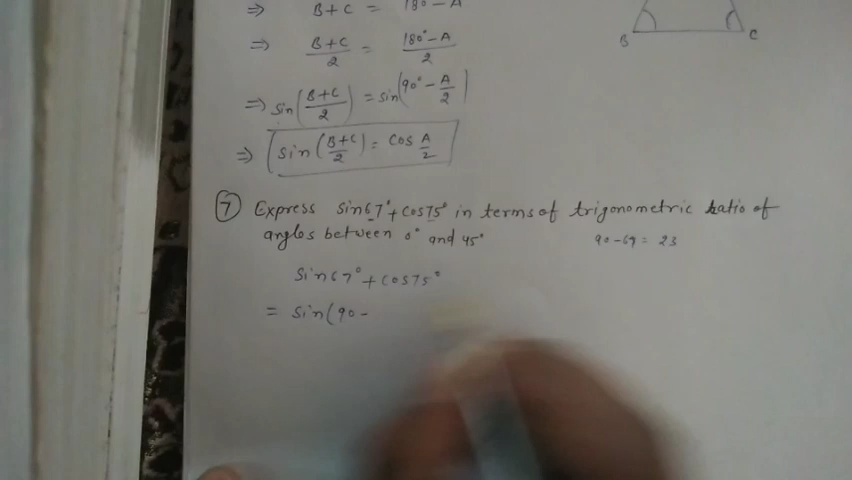 ⇒ B+C = 180 - A
⇒ B+C/2 = 180° - A/2
⇒ sin(B+C/2) = sin(90° - A/2)
⇒ sin(B+C/2) = cos A/2
B C
7 Express sin67°+cos75° in terms of trigonometric ratio of
angles between 0° and 45°
90-67 = 23
sin67°+cos75°
= sin(90-